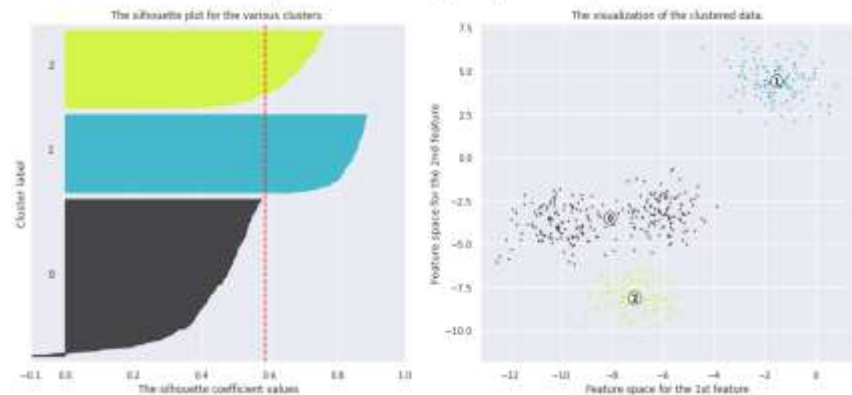 The silhouette plot for the various clusters.
Cluster label
2
1
0
−0.1 0.0 0.2 0.4 0.6 0.8 1.0
The silhouette coefficient values
The visualization of the clustered data.
Feature space for the 2nd feature
7.5
5.0
2.5
0.0
−2.5
−5.0
−7.5
−10.0
1
0
2
−12 −10 −8 −6 −4 −2 0
Feature space for the 1st feature